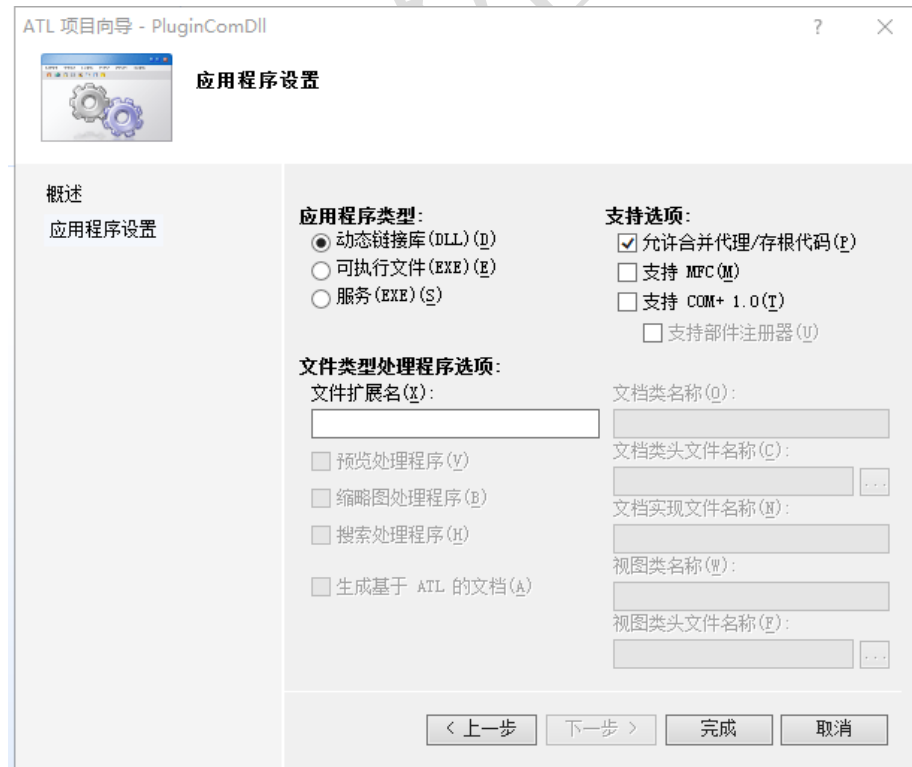 ATL 项目向导 - PluginComDll
应用程序设置
概述
应用程序设置
应用程序类型:
动态链接库(DLL)(D)
可执行文件(EXE)(E)
服务(EXE)(S)
支持选项:
允许合并代理/存根代码(P)
支持 MFC(M)
支持 COM+ 1.0(T)
支持部件注册器(U)
文件类型处理程序选项:
文件扩展名(X):
预览处理程序(V)
缩略图处理程序(B)
搜索处理程序(H)
生成基于 ATL 的文档(A)
文档类名称(O):
文档类头文件名称(C):
...
文档实现文件名称(N):
视图类名称(W):
视图类头文件名称(F):
...
< 上一步
下一步 >
完成
取消